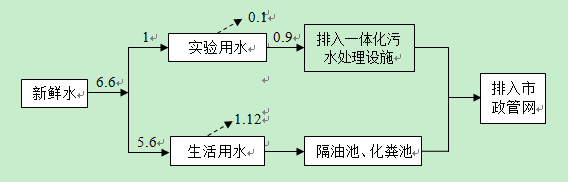 0.1
1
实验用水
0.9
排入一体化污
水处理设施
新鲜水
6.6
排入市
政管网
1.12
5.6
生活用水
隔油池、化粪池